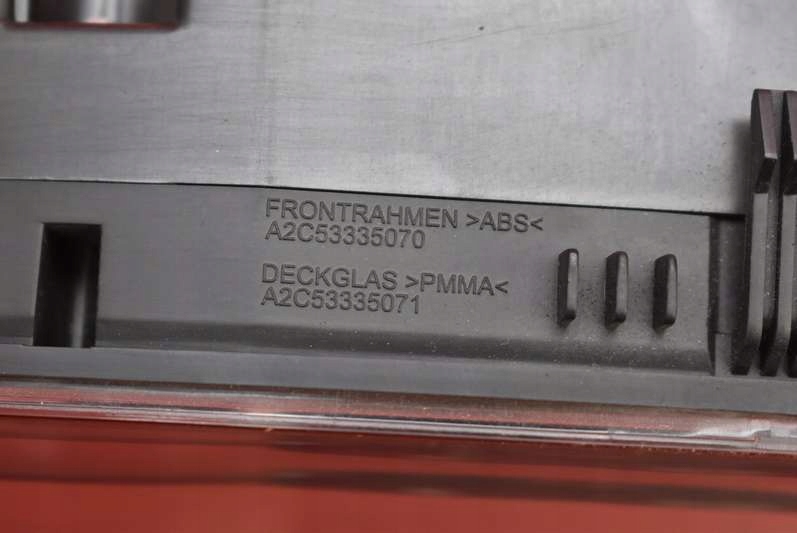 FRONTRAHMEN >ABS<
A2C53335070
DECKGLAS >PMMA<
A2C53335071